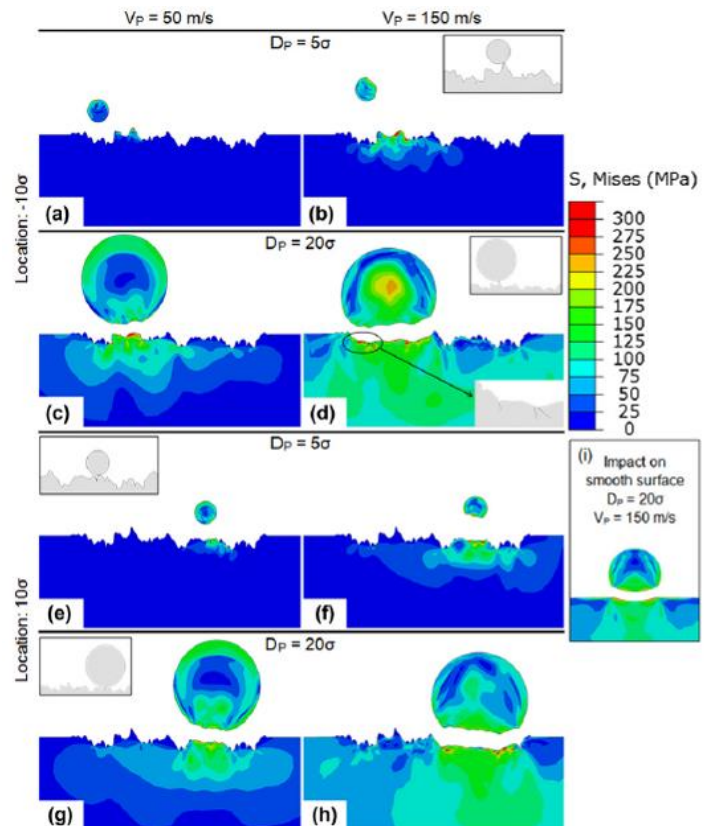 V_P = 50 m/s V_P = 150 m/s
D_P = 5σ
Location: -10σ
(a) (b)
D_P = 20σ
(c) (d)
S, Mises (MPa)
300
275
250
225
200
175
150
125
100
75
50
25
0
D_P = 5σ
Location: 10σ
(e) (f)
D_P = 20σ
(g) (h)
(i)
Impact on
smooth surface
D_P = 20σ
V_P = 150 m/s